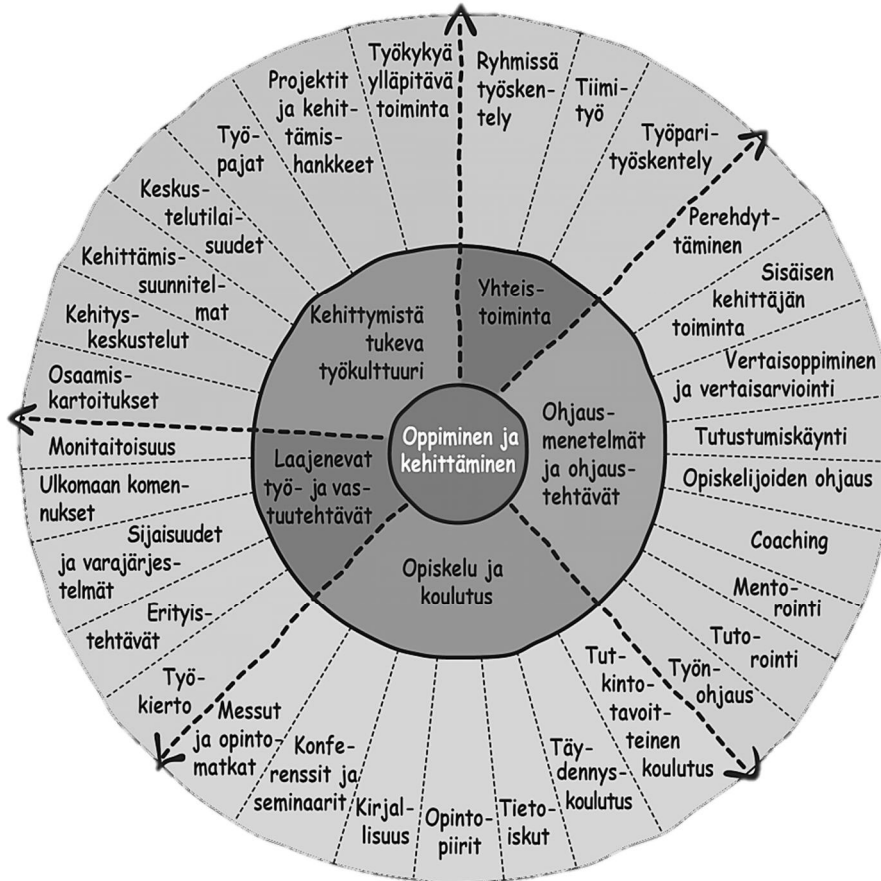 Oppiminen ja
kehittäminen
Yhteis-
toiminta
Ohjaus-
menetelmät
ja ohjaus-
tehtävät
Opiskelu ja
koulutus
Laajenevat
työ- ja vas-
tuutehtävät
Kehittymistä
tukeva
työkulttuuri
Ryhmissä
työsken-
tely
Tiimi-
työ
Työpari-
työskentely
Perehdyt-
täminen
Sisäisen
kehittäjän
toiminta
Vertaisoppiminen
ja vertaisarviointi
Tutustumiskäynti
Opiskelijoiden ohjaus
Coaching
Mento-
rointi
Tuto-
rointi
Työn-
ohjaus
Tut-
kinto-
tavoit-
teinen
koulutus
Täy-
dennys-
koulutus
Tieto-
iskut
Opinto-
piirit
Kirjal-
lisuus
Konfe-
renssit ja
seminaarit
Messut
ja opinto-
matkat
Työ-
kierto
Erityis-
tehtävät
Sijaisuudet
ja varajärjes-
telmät
Ulkomaan komen-
nukset
Monitaitoisuus
Osaamis-
kartoitukset
Kehitys-
keskustelut
Kehittämis-
suunnitel-
mat
Keskus-
telutilai-
suudet
Työ-
pajat
Projektit
ja kehit-
tämis-
hankkeet
Työkykyä
ylläpitävä
toiminta